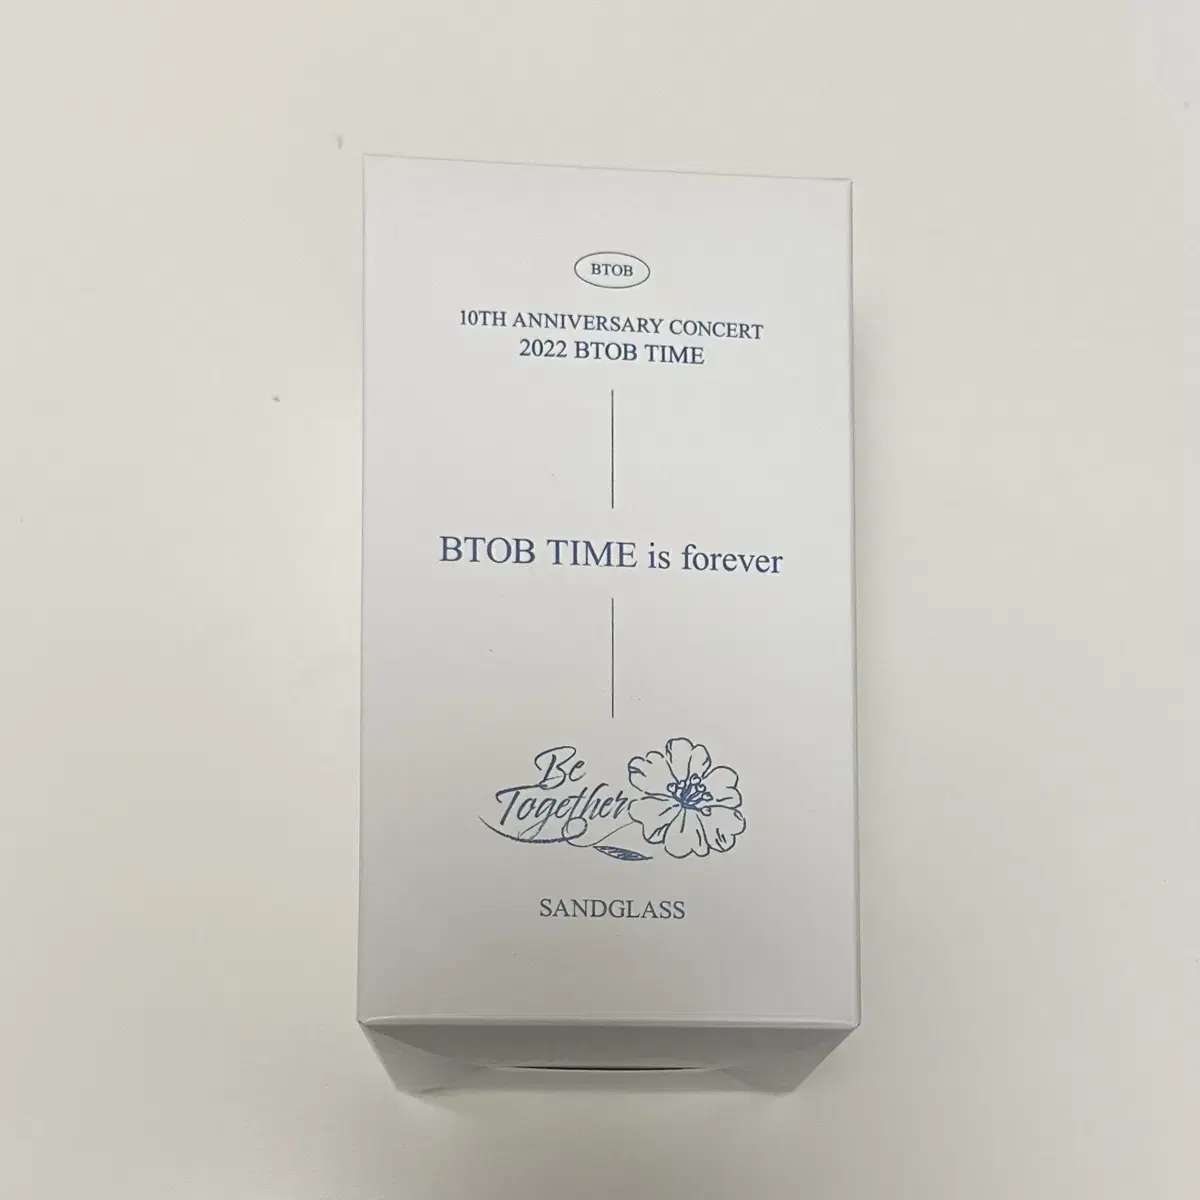 BTOB
10TH ANNIVERSARY CONCERT
2022 BTOB TIME
BTOB TIME is forever
Be
Together
SANDGLASS